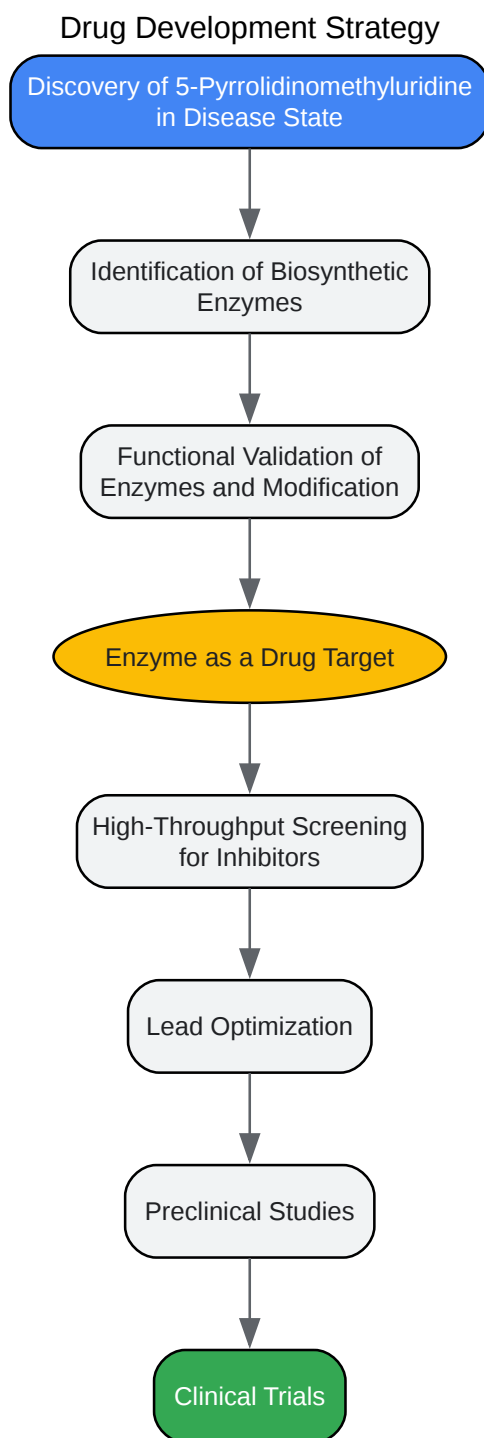 Drug Development Strategy
Discovery of 5-Pyrrolidinomethyluridine
in Disease State
Identification of Biosynthetic
Enzymes
Functional Validation of
Enzymes and Modification
Enzyme as a Drug Target
High-Throughput Screening
for Inhibitors
Lead Optimization
Preclinical Studies
Clinical Trials